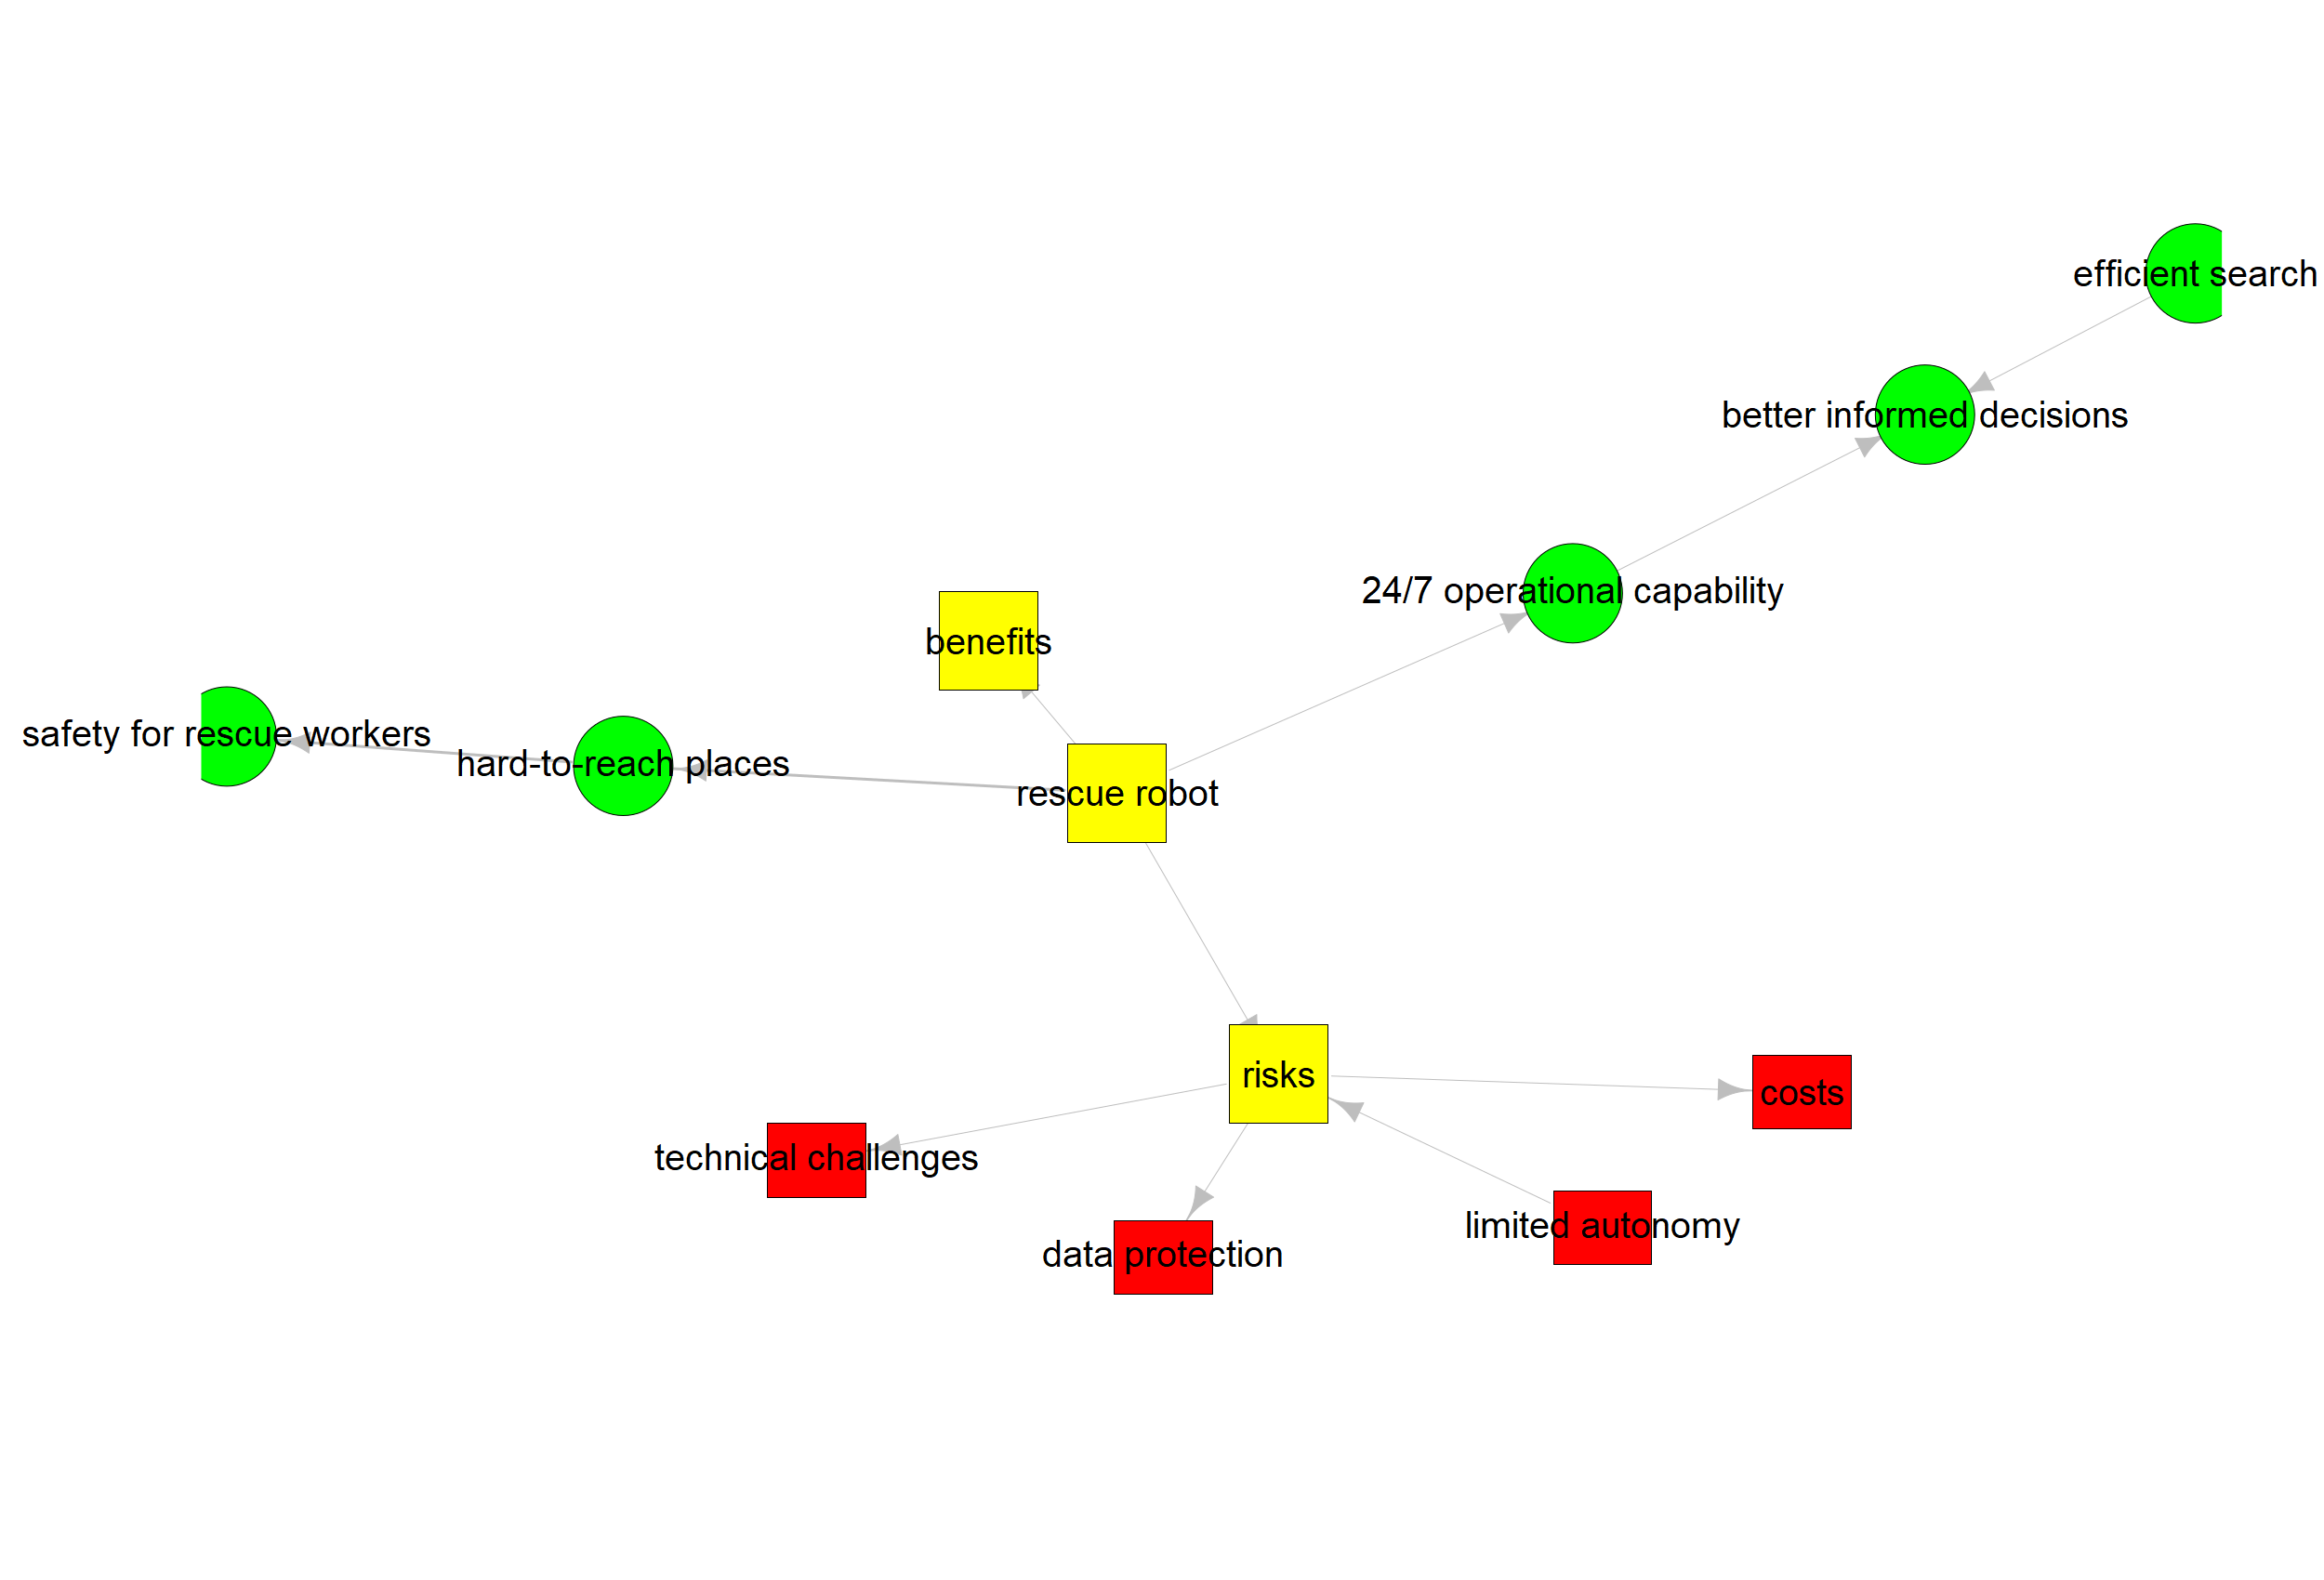 efficient search
better informed decisions
24/7 operational capability
benefits
safety for rescue workers
hard-to-reach places
rescue robot
risks
costs
technical challenges
limited autonomy
data protection